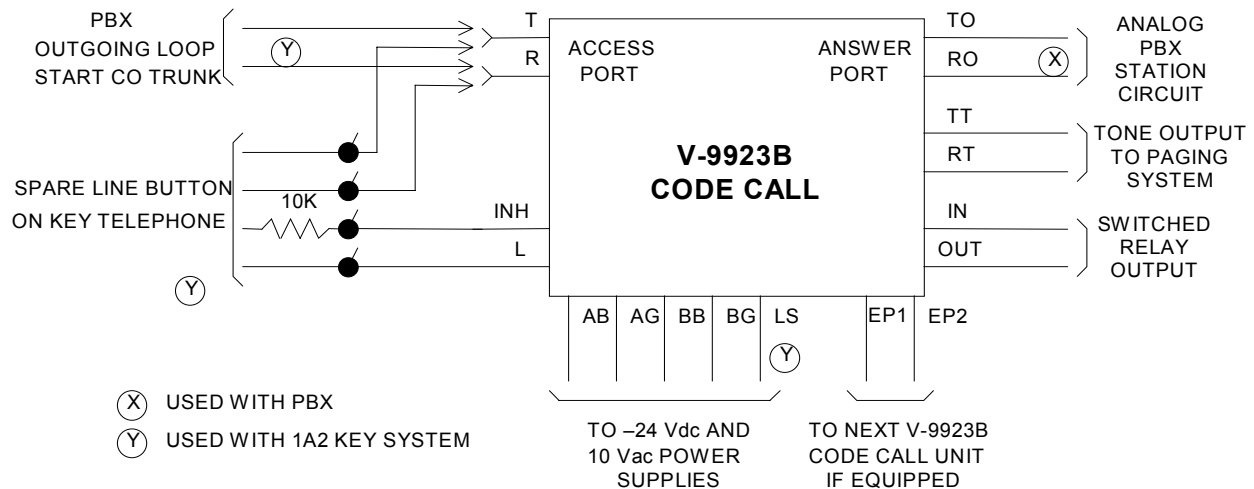 PBX
OUTGOING LOOP
START CO TRUNK
Y
T
R
ACCESS
PORT
ANSWER
PORT
TO
RO
X
ANALOG
PBX
STATION
CIRCUIT
V-9923B
CODE CALL
TT
RT
TONE OUTPUT
TO PAGING
SYSTEM
SPARE LINE BUTTON
ON KEY TELEPHONE
10K
INH
L
Y
IN
OUT
SWITCHED
RELAY
OUTPUT
AB
AG
BB
BG
LS
Y
EP1
EP2
X USED WITH PBX
Y USED WITH 1A2 KEY SYSTEM
TO –24 Vdc AND
10 Vac POWER
SUPPLIES
TO NEXT V-9923B
CODE CALL UNIT
IF EQUIPPED